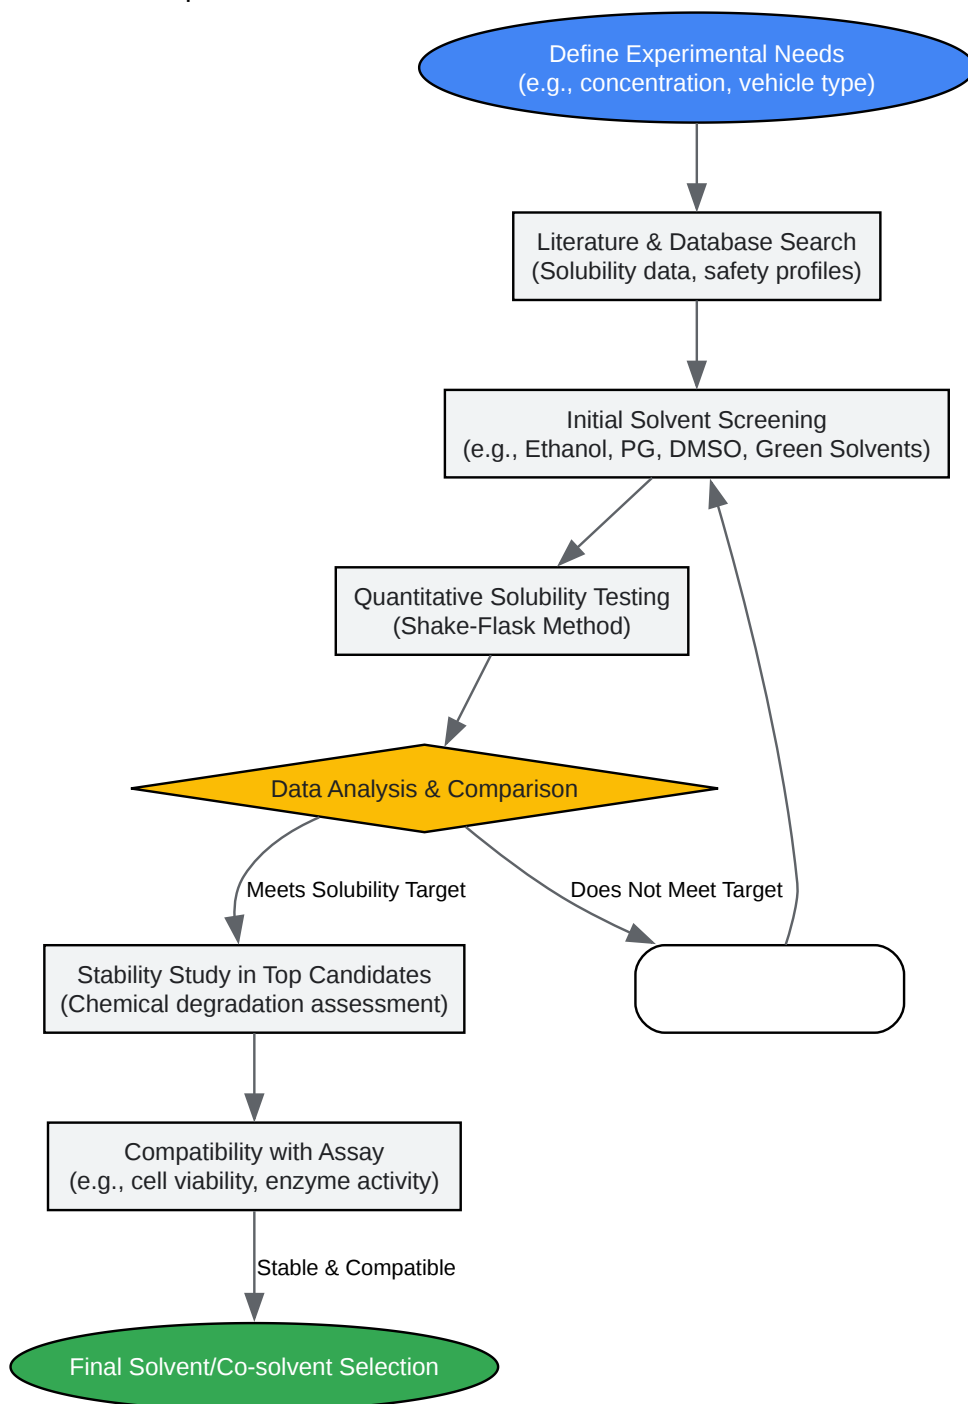 Define Experimental Needs
(e.g., concentration, vehicle type)
Literature & Database Search
(Solubility data, safety profiles)
Initial Solvent Screening
(e.g., Ethanol, PG, DMSO, Green Solvents)
Quantitative Solubility Testing
(Shake-Flask Method)
Data Analysis & Comparison
Meets Solubility Target
Does Not Meet Target
Stability Study in Top Candidates
(Chemical degradation assessment)
Compatibility with Assay
(e.g., cell viability, enzyme activity)
Stable & Compatible
Final Solvent/Co-solvent Selection